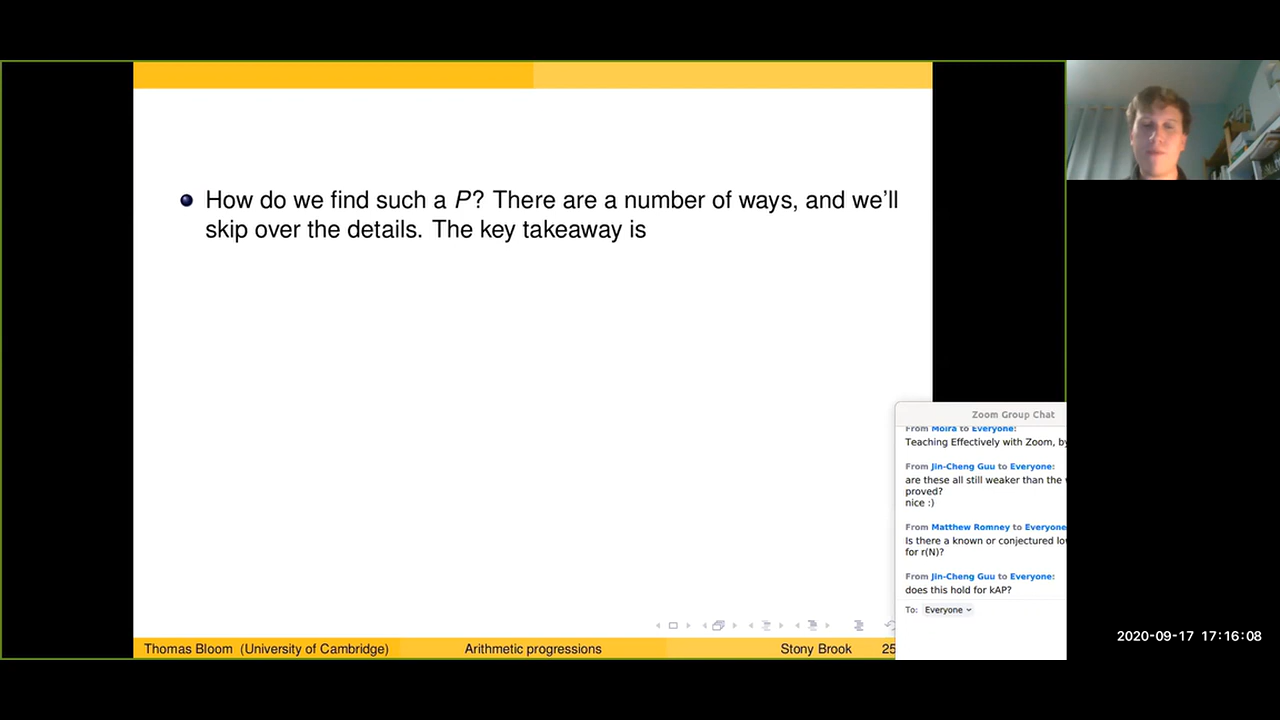 How do we find such a P? There are a number of ways, and we'll
skip over the details. The key takeaway is
Zoom Group Chat
From Moira to Everyone:
Teaching Effectively with Zoom, by
From Jin-Cheng Guu to Everyone:
are these all still weaker than the
proved?
nice :)
From Matthew Romney to Everyone
Is there a known or conjectured lo
for r(N)?
From Jin-Cheng Guu to Everyone:
does this hold for kAP?
To: Everyone
Thomas Bloom (University of Cambridge) Arithmetic progressions Stony Brook 25
2020-09-17 17:16:08